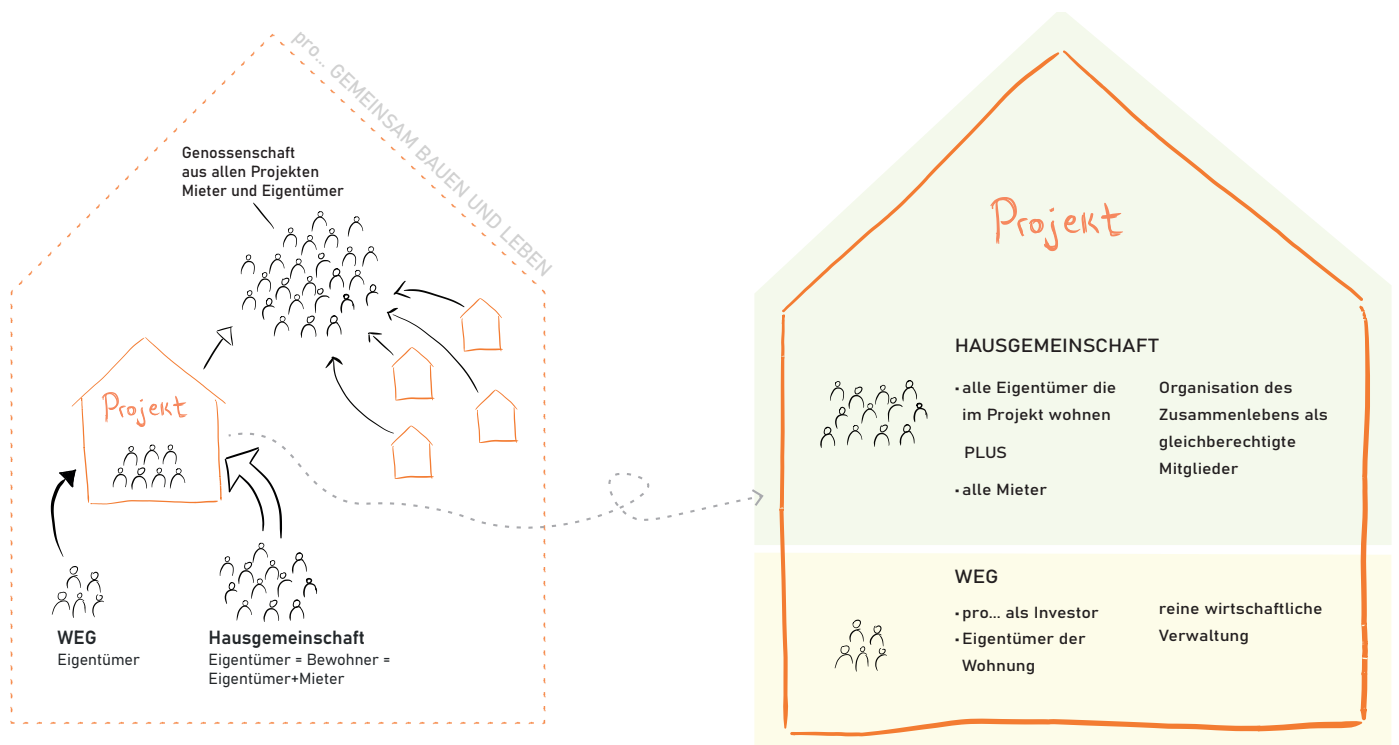 pro... GEMEINSAM BAUEN UND LEBEN
Genossenschaft
aus allen Projekten
Mieter und Eigentümer
Projekt
WEG
Eigentümer
Hausgemeinschaft
Eigentümer = Bewohner =
Eigentümer+Mieter
Projekt
HAUSGEMEINSCHAFT
• alle Eigentümer die
im Projekt wohnen
PLUS
• alle Mieter
Organisation des
Zusammenlebens als
gleichberechtigte
Mitglieder
WEG
• pro... als Investor
• Eigentümer der
Wohnung
reine wirtschaftliche
Verwaltung